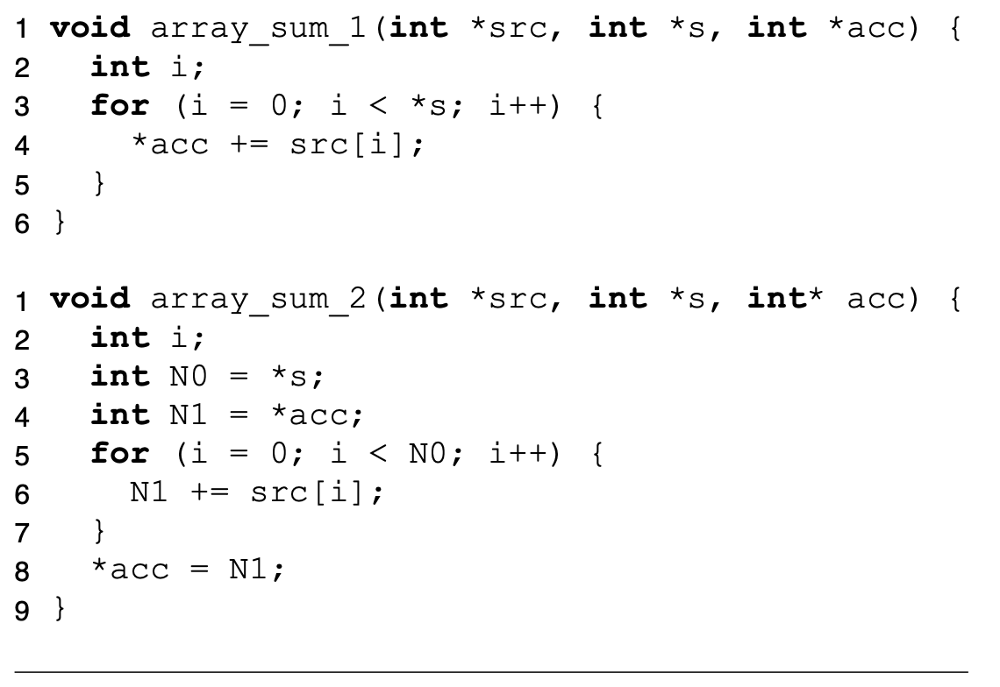 1 void array_sum_1(int *src, int *s, int *acc) {
2   int i;
3   for (i = 0; i < *s; i++) {
4     *acc += src[i];
5   }
6 }
1 void array_sum_2(int *src, int *s, int* acc) {
2   int i;
3   int N0 = *s;
4   int N1 = *acc;
5   for (i = 0; i < N0; i++) {
6     N1 += src[i];
7   }
8   *acc = N1;
9 }